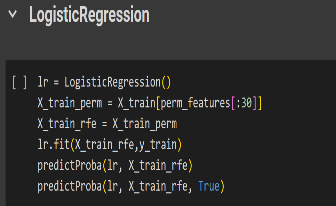 LogisticRegression
[ ] lr = LogisticRegression()
X_train_perm = X_train[perm_features[:30]]
X_train_rfe = X_train_perm
lr.fit(X_train_rfe,y_train)
predictProba(lr, X_train_rfe)
predictProba(lr, X_train_rfe, True)